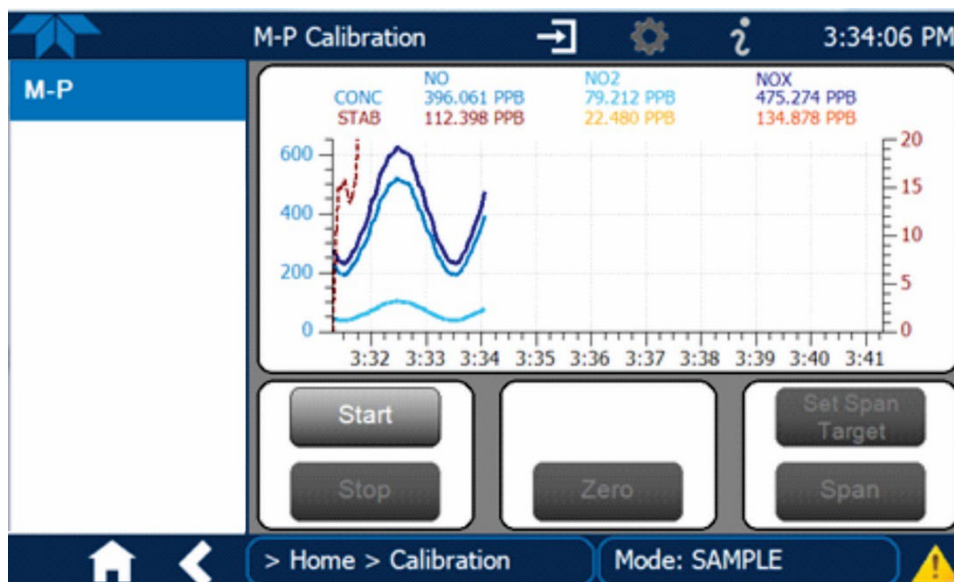 M-P Calibration 3:34:06 PM
M-P
NO NO2 NOX
CONC 396.061 PPB 79.212 PPB 475.274 PPB
STAB 112.398 PPB 22.480 PPB 134.878 PPB
600 20
15
400
10
200
5
0 0
3:32 3:33 3:34 3:35 3:36 3:37 3:38 3:39 3:40 3:41
Start Set Span
Target
Stop Zero Span
> Home > Calibration Mode: SAMPLE